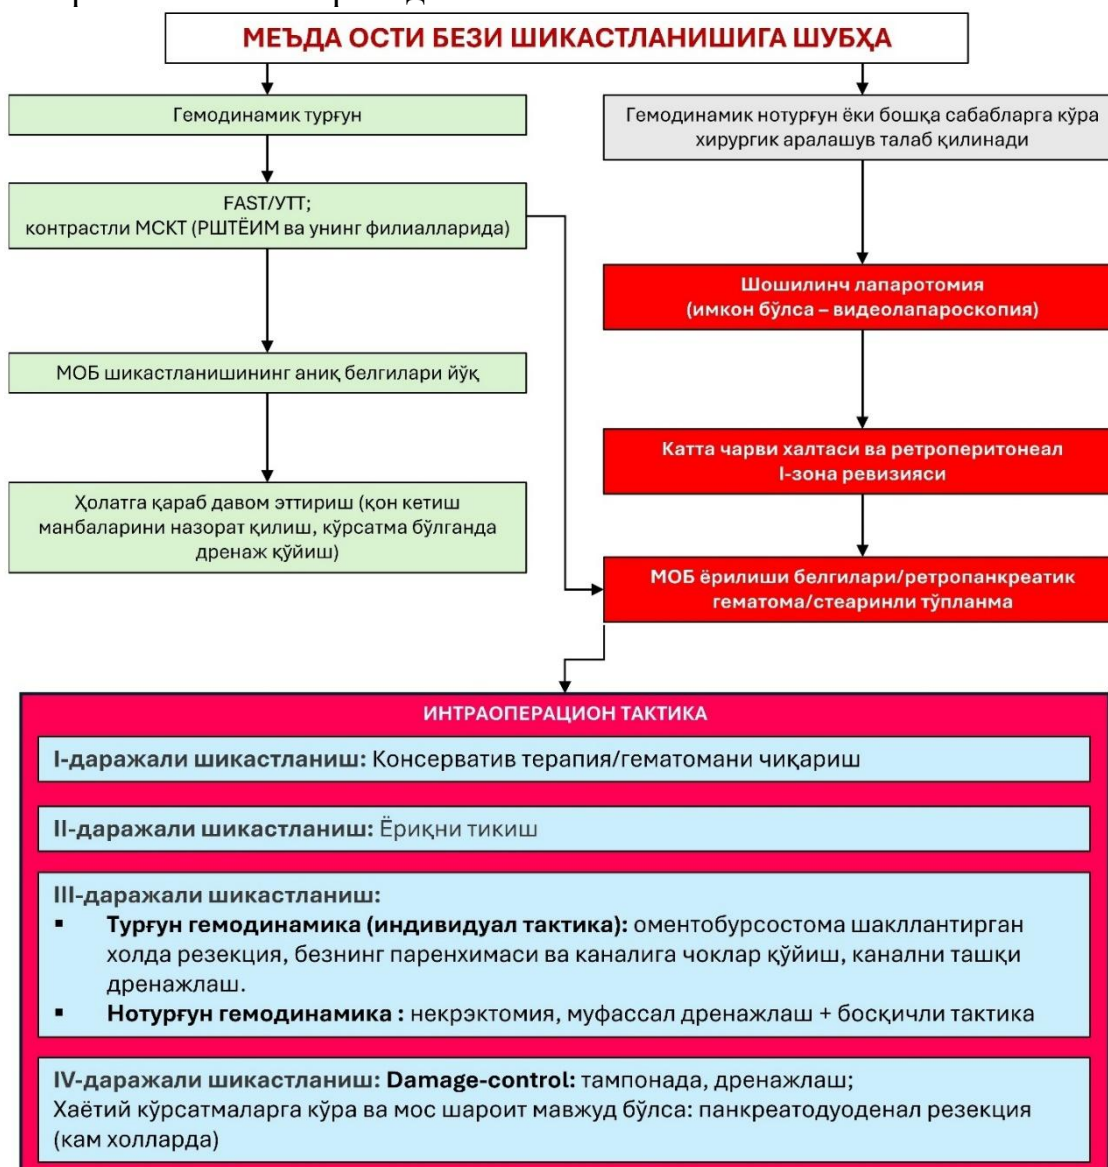 МЕЪДА ОСТИ БЕЗИ ШИКАСТЛАНИШИГА ШУБҲА
Гемодинамик турғун
Гемодинамик нотурғун ёки бошқа сабабларга кўра
хирургик аралашув талаб қилинади
FAST/УТТ;
контрастли МСКТ (РШТЁИМ ва унинг филиалларида)
Шошилинч лапаротомия
(имкон бўлса – видеолапароскопия)
МОБ шикастланишининг аниқ белгилари йўқ
Катта чарви халтаси ва ретроперитонеал
I-зона ревизияси
Ҳолатга қараб давом эттириш (қон кетиш
манбаларини назорат қилиш, кўрсатма бўлганда
дренаж қўйиш)
МОБ ёрилиши белгилари/ретропанкреатик
гематома/стеаринли тўпланма
ИНТРАОПЕРАЦИОН ТАКТИКА
I-даражали шикастланиш: Консерватив терапия/гематомани чиқариш
II-даражали шикастланиш: Ёриқни тикиш
III-даражали шикастланиш:
▪ Турғун гемодинамика (индивидуал тактика): оментобурсостома шакллантирган
холда резекция, безнинг паренхимаси ва каналига чоклар қўйиш, канални ташқи
дренажлаш.
▪ Нотурғун гемодинамика : некрэктомия, муфассал дренажлаш + босқичли тактика
IV-даражали шикастланиш: Damage-control: тампонада, дренажлаш;
Хаётий кўрсатмаларга кўра ва мос шароит мавжуд бўлса: панкреатодуоденал резекция
(кам холларда)